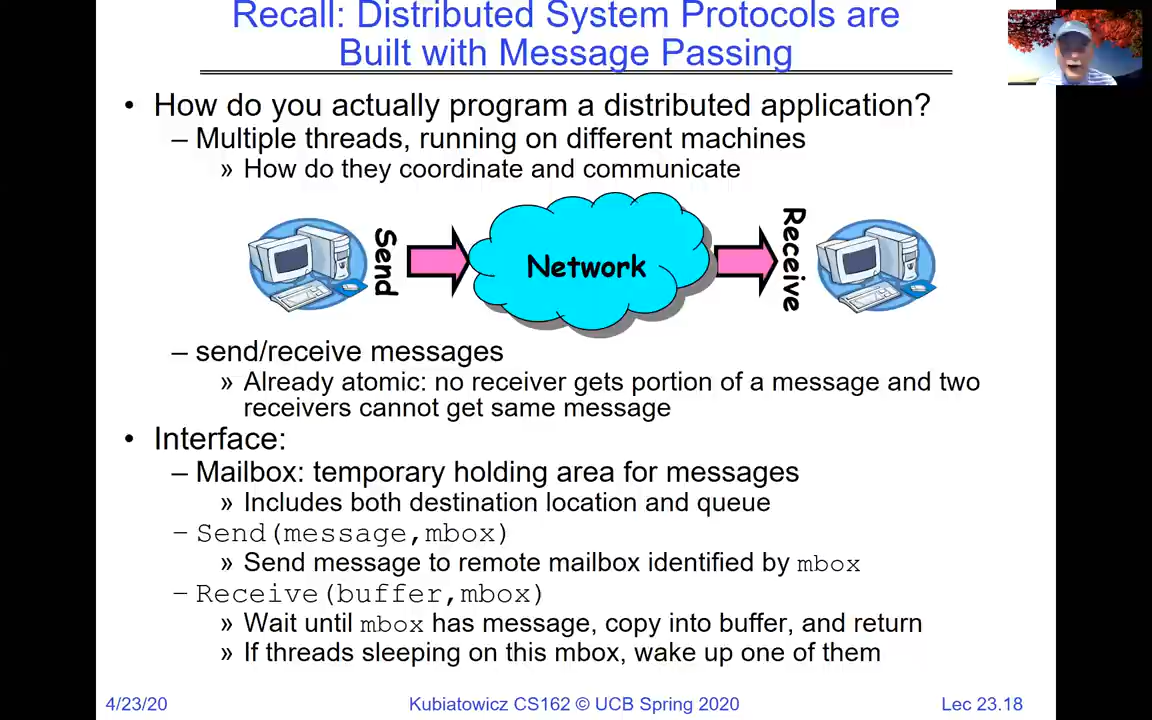 Recall: Distributed System Protocols are
Built with Message Passing
• How do you actually program a distributed application?
– Multiple threads, running on different machines
» How do they coordinate and communicate
Send
Network
Receive
– send/receive messages
» Already atomic: no receiver gets portion of a message and two
receivers cannot get same message
• Interface:
– Mailbox: temporary holding area for messages
» Includes both destination location and queue
– Send(message,mbox)
» Send message to remote mailbox identified by mbox
– Receive(buffer,mbox)
» Wait until mbox has message, copy into buffer, and return
» If threads sleeping on this mbox, wake up one of them
4/23/20
Kubiatowicz CS162 © UCB Spring 2020
Lec 23.18